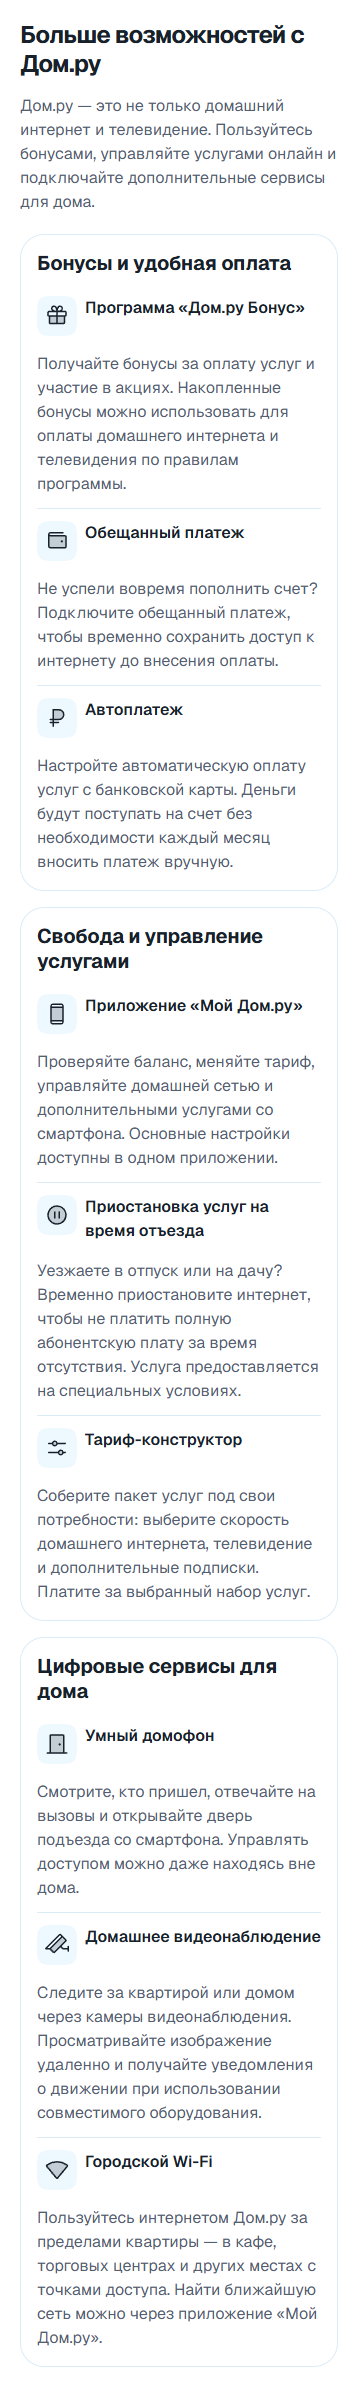 Больше возможностей с
Дом.ру
Дом.ру — это не только домашний
интернет и телевидение. Пользуйтесь
бонусами, управляйте услугами онлайн и
подключайте дополнительные сервисы
для дома.
Бонусы и удобная оплата
Программа «Дом.ру Бонус»
Получайте бонусы за оплату услуг и
участие в акциях. Накопленные
бонусы можно использовать для
оплаты домашнего интернета и
телевидения по правилам
программы.
Обещанный платеж
Не успели вовремя пополнить счет?
Подключите обещанный платеж,
чтобы временно сохранить доступ к
интернету до внесения оплаты.
Автоплатеж
Настройте автоматическую оплату
услуг с банковской карты. Деньги
будут поступать на счет без
необходимости каждый месяц
вносить платеж вручную.
Свобода и управление
услугами
Приложение «Мой Дом.ру»
Проверяйте баланс, меняйте тариф,
управляйте домашней сетью и
дополнительными услугами со
смартфона. Основные настройки
доступны в одном приложении.
Приостановка услуг на
время отъезда
Уезжаете в отпуск или на дачу?
Временно приостановите интернет,
чтобы не платить полную
абонентскую плату за время
отсутствия. Услуга предоставляется
на специальных условиях.
Тариф-конструктор
Соберите пакет услуг под свои
потребности: выберите скорость
домашнего интернета, телевидение
и дополнительные подписки.
Платите за выбранный набор услуг.
Цифровые сервисы для
дома
Умный домофон
Смотрите, кто пришел, отвечайте на
вызовы и открывайте дверь
подъезда со смартфона. Управлять
доступом можно даже находясь вне
дома.
Домашнее видеонаблюдение
Следите за квартирой или домом
через камеры видеонаблюдения.
Просматривайте изображение
удаленно и получайте уведомления
о движении при использовании
совместимого оборудования.
Городской Wi-Fi
Пользуйтесь интернетом Дом.ру за
пределами квартиры — в кафе,
торговых центрах и других местах с
точками доступа. Найти ближайшую
сеть можно через приложение «Мой
Дом.ру».